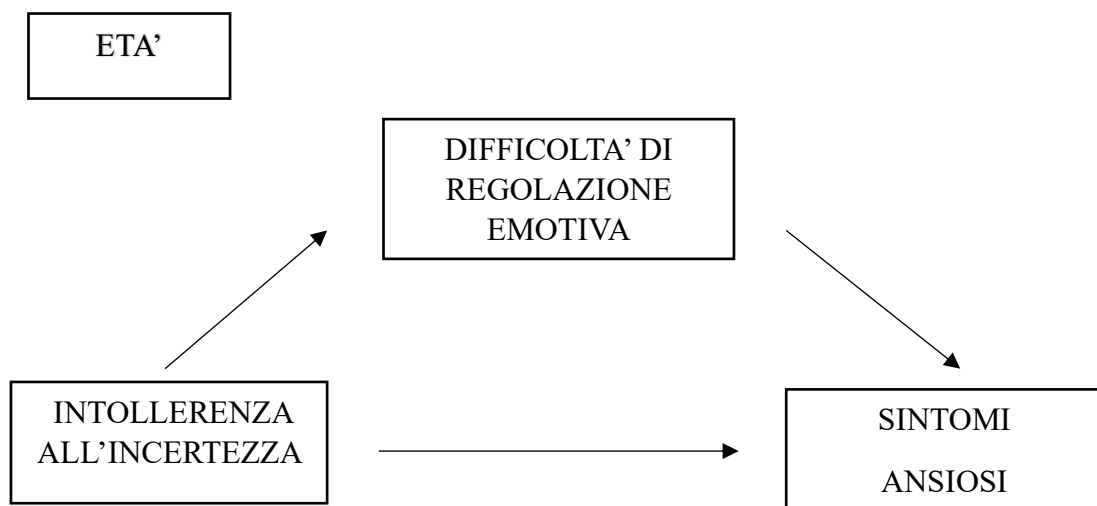 ETA’
DIFFICOLTA’ DI
REGOLAZIONE
EMOTIVA
INTOLLERENZA
ALL’INCERTEZZA
SINTOMI
ANSIOSI